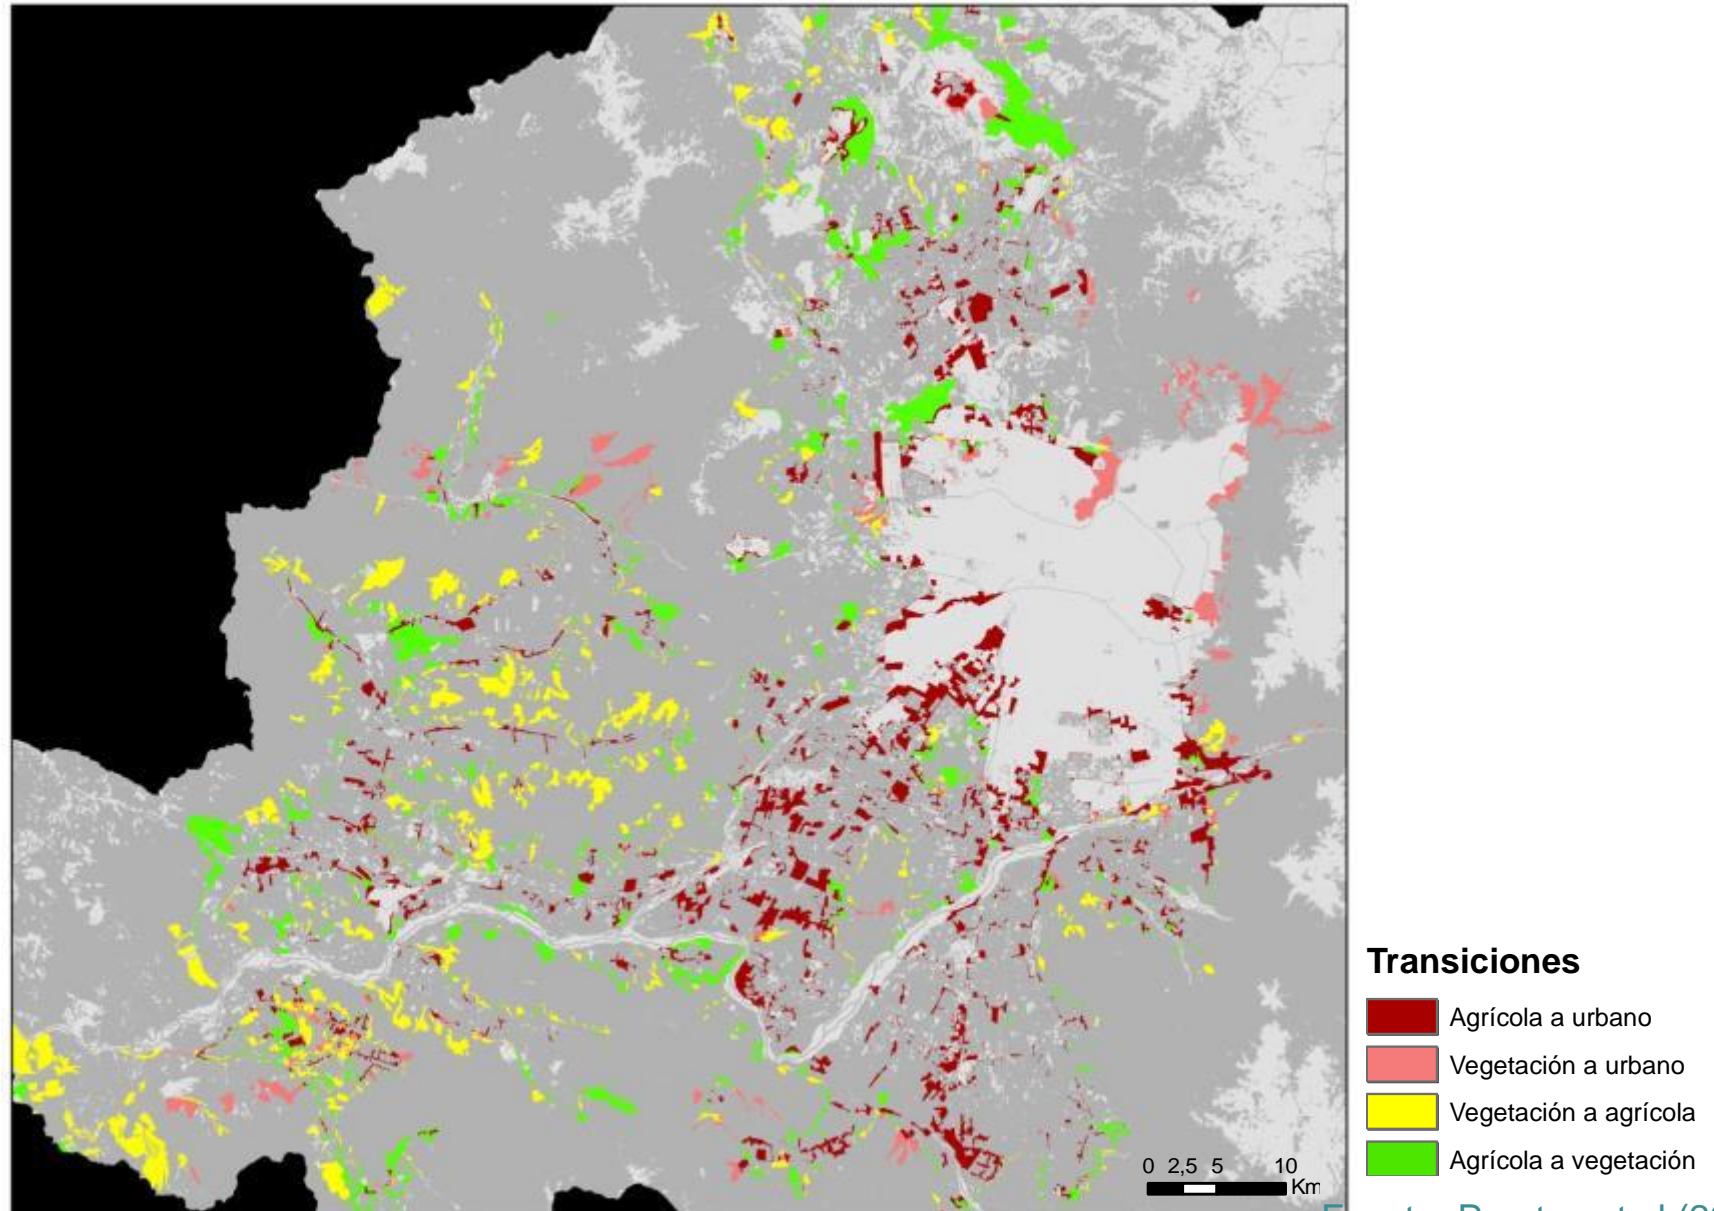 Transiciones
Agrícola a urbano
Vegetación a urbano
Vegetación a agrícola
Agrícola a vegetación
0 2,5 5 10
Km